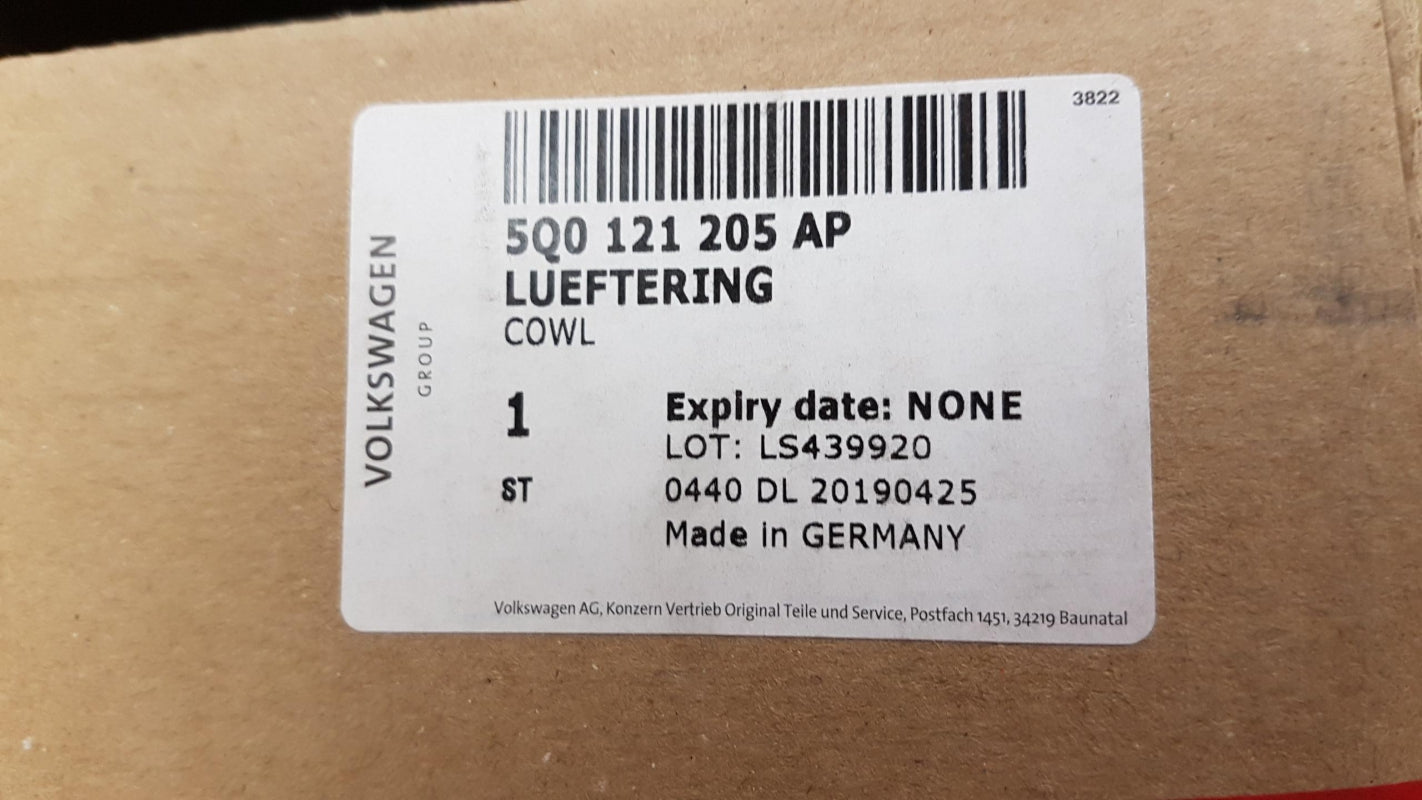 3822
5Q0 121 205 AP
LUEFTERING
COWL
VOLKSWAGEN
GROUP
1
Expiry date: NONE
LOT: LS439920
ST
0440 DL 20190425
Made in GERMANY
Volkswagen AG, Konzern Vertrieb Original Teile und Service, Postfach 1451, 34219 Baunatal